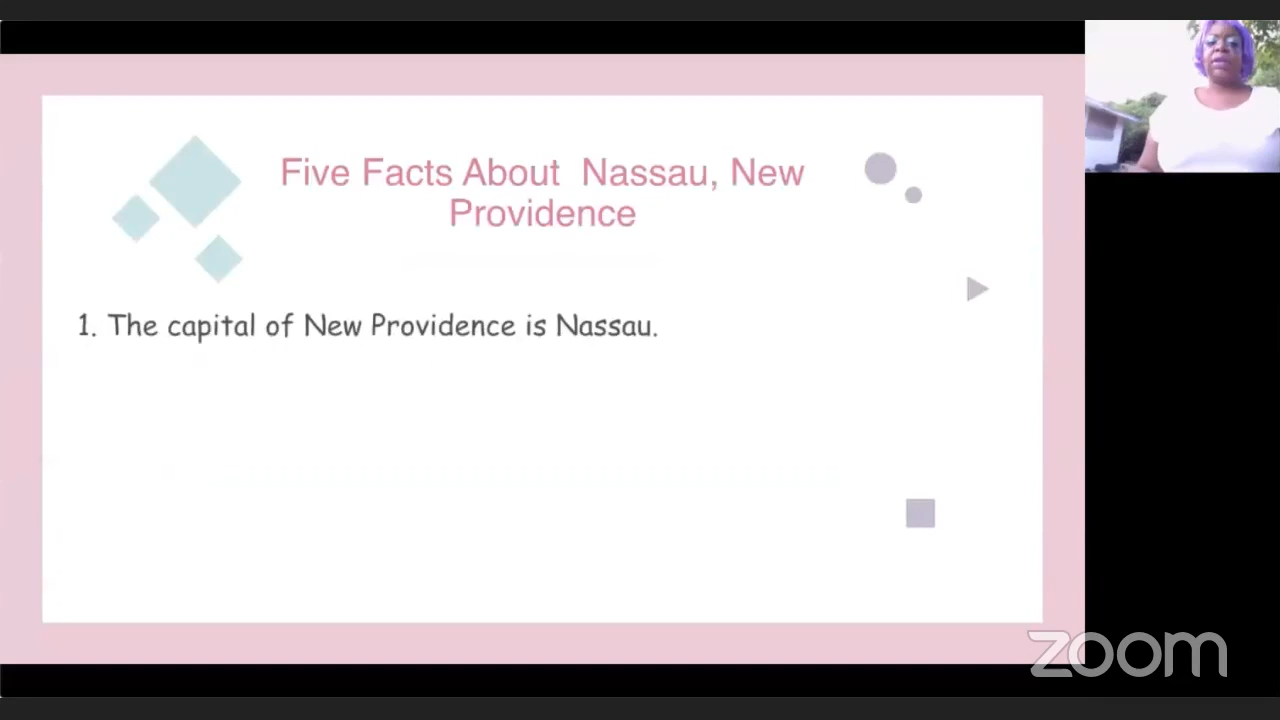 Five Facts About  Nassau, New
Providence
1. The capital of New Providence is Nassau.
zoom